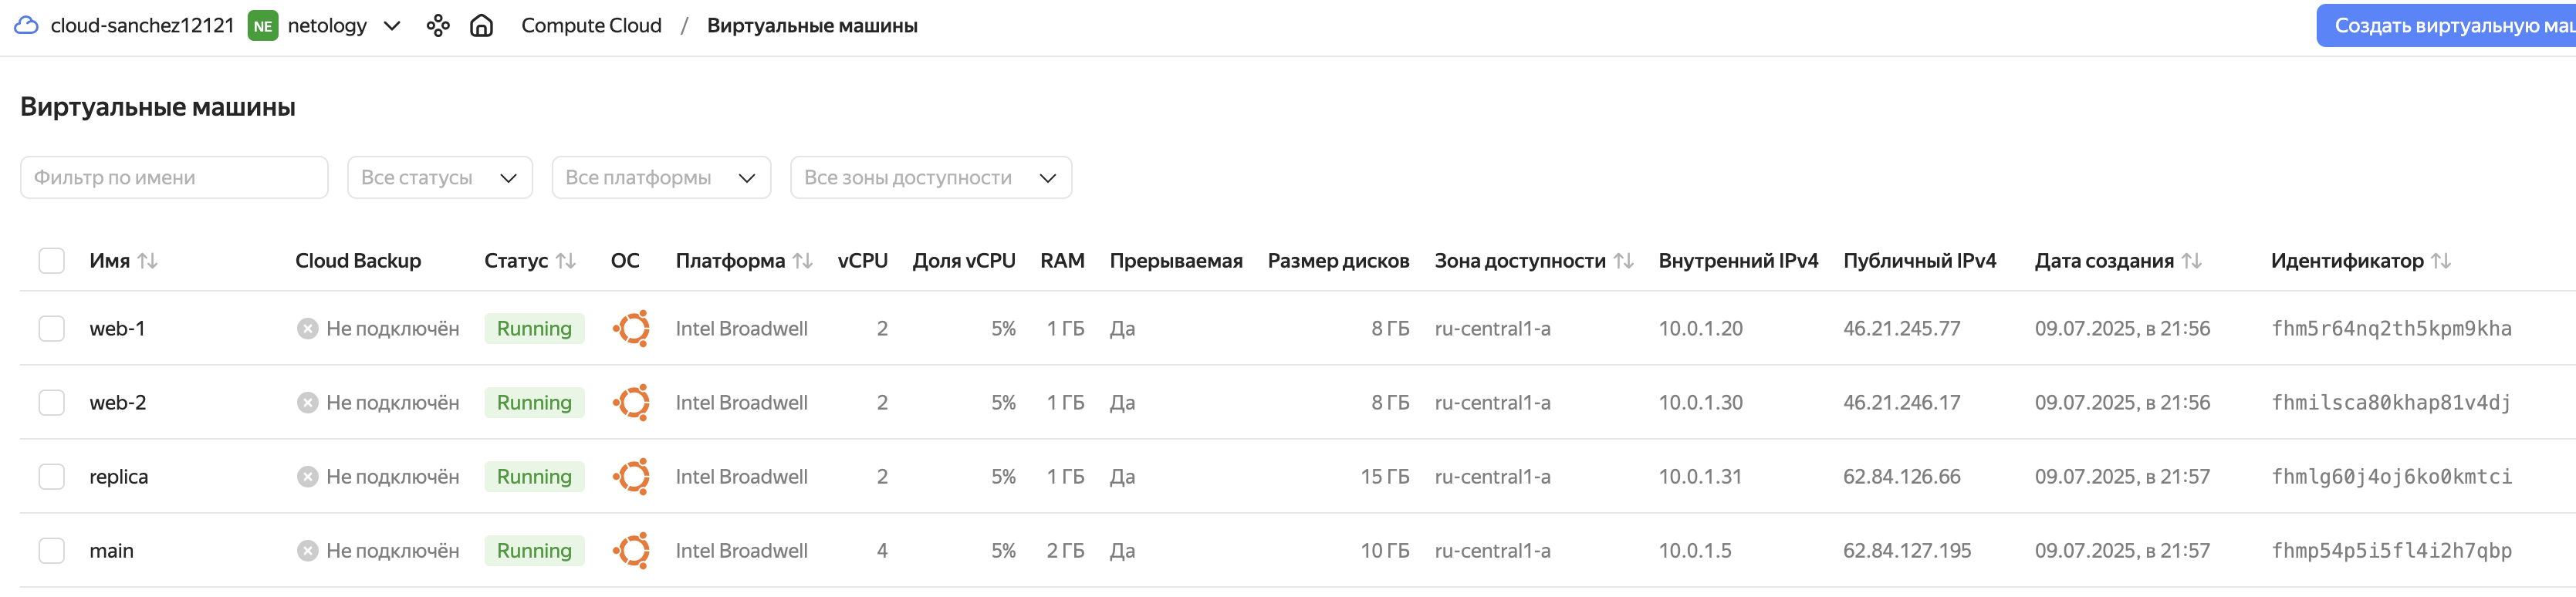 cloud-sanchez12121 NE netology Compute Cloud / Виртуальные машины Создать виртуальную
Виртуальные машины
Фильтр по имени Все статусы Все платформы Все зоны доступности
Имя Cloud Backup Статус ОС Платформа vCPU Доля vCPU RAM Прерываемая Размер дисков Зона доступности Внутренний IPv4 Публичный IPv4 Дата создания Идентификатор
web-1 Не подключён Running Intel Broadwell 2 5% 1 ГБ Да 8 ГБ ru-central1-a 10.0.1.20 46.21.245.77 09.07.2025, в 21:56 fhm5r64nq2th5kpm9kha
web-2 Не подключён Running Intel Broadwell 2 5% 1 ГБ Да 8 ГБ ru-central1-a 10.0.1.30 46.21.246.17 09.07.2025, в 21:56 fhmilsca80khap81v4dj
replica Не подключён Running Intel Broadwell 2 5% 1 ГБ Да 15 ГБ ru-central1-a 10.0.1.31 62.84.126.66 09.07.2025, в 21:57 fhmlg60j4oj6ko0kmtci
main Не подключён Running Intel Broadwell 4 5% 2 ГБ Да 10 ГБ ru-central1-a 10.0.1.5 62.84.127.195 09.07.2025, в 21:57 fhmp54p5i5fl4i2h7qbp